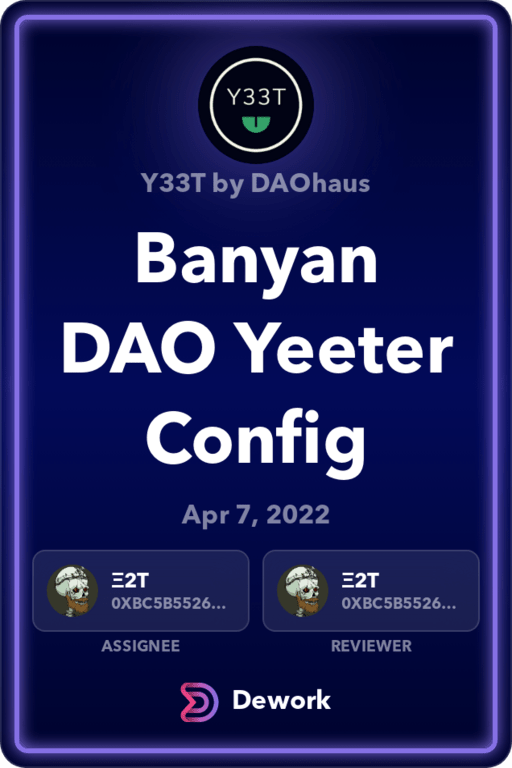 Y33T
Y33T by DAOhaus
Banyan
DAO Yeeter
Config
Apr 7, 2022
Ξ2T
0XBC5B5526...
ASSIGNEE
Ξ2T
0XBC5B5526...
REVIEWER
Dework